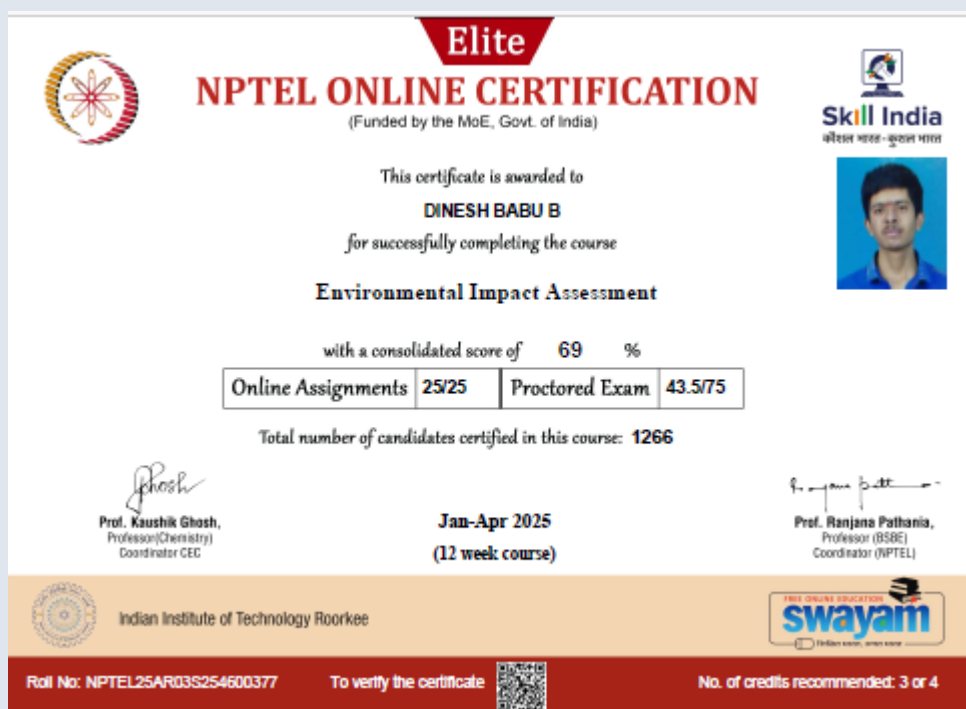 Elite
NPTEL ONLINE CERTIFICATION
(Funded by the MoE, Govt. of India)
Skill India
कौशल भारत - कुशल भारत
This certificate is awarded to
DINESH BABU B
for successfully completing the course
Environmental Impact Assessment
with a consolidated score of 69 %
Online Assignments 25/25 Proctored Exam 43.5/75
Total number of candidates certified in this course: 1266
Prof. Kaushik Ghosh,
Professor(Chemistry)
Coordinator CEC
Jan-Apr 2025
(12 week course)
Prof. Ranjana Pathania,
Professor (BSBE)
Coordinator (NPTEL)
Indian Institute of Technology Roorkee
FREE ONLINE EDUCATION
swayam
Roll No: NPTEL25AR03S254600377
To verify the certificate
No. of credits recommended: 3 or 4